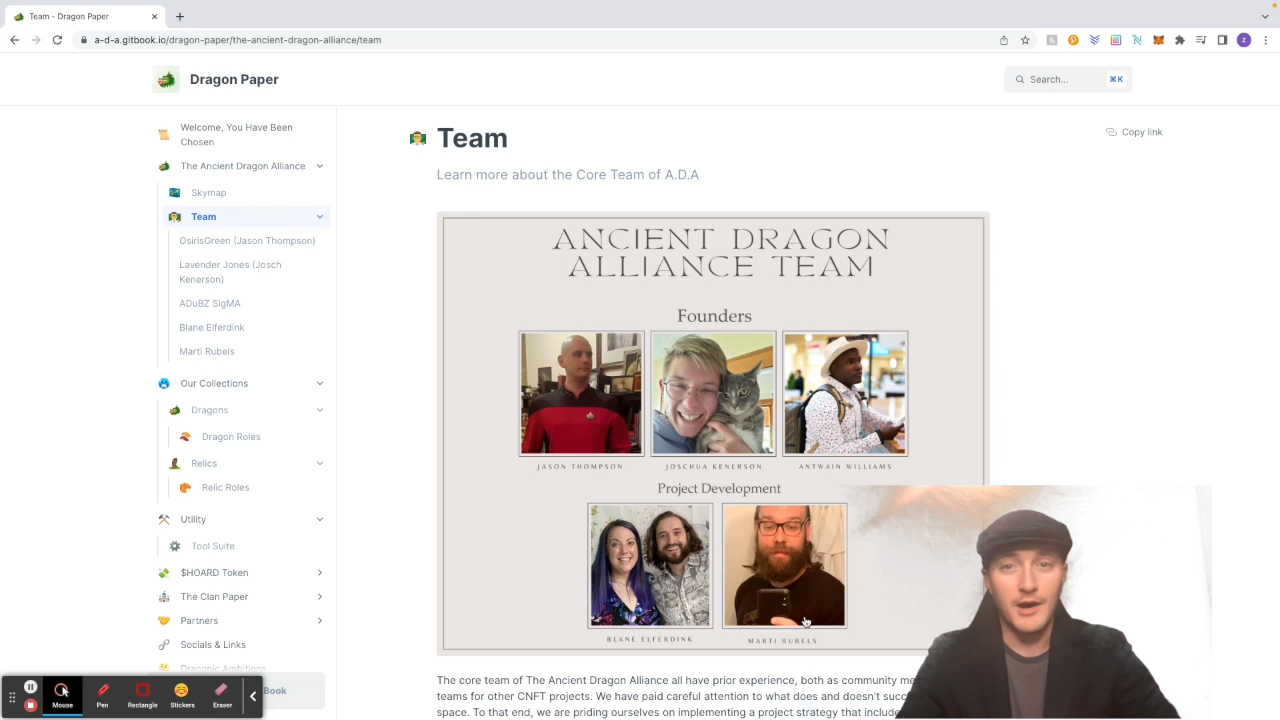 Team - Dragon Paper
a-d-a.gitbook.io/dragon-paper/the-ancient-dragon-alliance/team
z
Dragon Paper
Search...
⌘K
Welcome, You Have Been
Chosen
The Ancient Dragon Alliance
Skymap
Team
OsirisGreen (Jason Thompson)
Lavender Jones (Josch
Kenerson)
ADuBZ SigMA
Blane Elferdink
Marti Rubels
Our Collections
Dragons
Dragon Roles
Relics
Relic Roles
Utility
Tool Suite
$HOARD Token
The Clan Paper
Partners
Socials & Links
Draconic Ambitions
Book
Mouse
Pen
Rectangle
Stickers
Eraser
Team
Copy link
Learn more about the Core Team of A.D.A
ANCIENT DRAGON
ALLIANCE TEAM
Founders
JASON THOMPSON
JOSCHUA KENERSON
ANTWAIN WILLIAMS
Project Development
BLANE ELFERDINK
MARTI RUBELS
The core team of The Ancient Dragon Alliance all have prior experience, both as community me
teams for other CNFT projects. We have paid careful attention to what does and doesn't succ
space. To that end, we are priding ourselves on implementing a project strategy that include